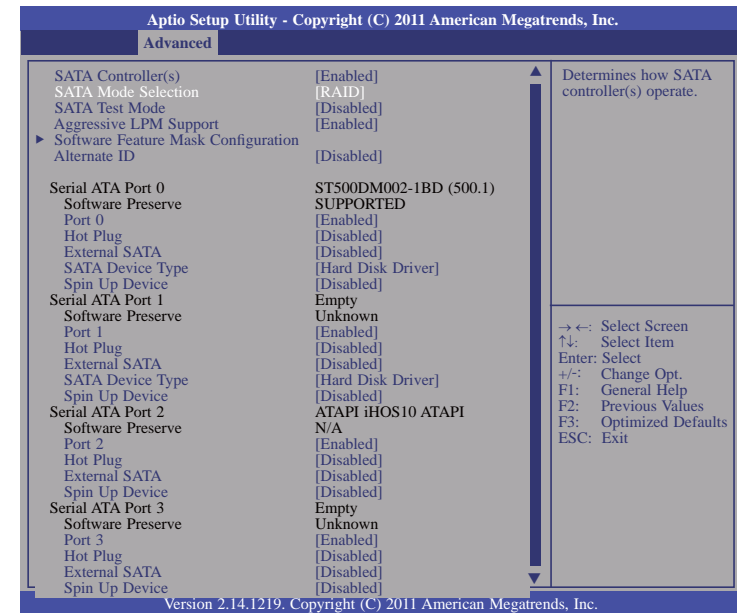 Aptio Setup Utility - Copyright (C) 2011 American Megatrends, Inc.
Advanced
SATA Controller(s) [Enabled]
SATA Mode Selection [RAID]
SATA Test Mode [Disabled]
Aggressive LPM Support [Enabled]
Software Feature Mask Configuration
Alternate ID [Disabled]
Serial ATA Port 0 ST500DM002-1BD (500.1)
Software Preserve SUPPORTED
Port 0 [Enabled]
Hot Plug [Disabled]
External SATA [Disabled]
SATA Device Type [Hard Disk Driver]
Spin Up Device [Disabled]
Serial ATA Port 1 Empty
Software Preserve Unknown
Port 1 [Enabled]
Hot Plug [Disabled]
External SATA [Disabled]
SATA Device Type [Hard Disk Driver]
Spin Up Device [Disabled]
Serial ATA Port 2 ATAPI iHOS10 ATAPI
Software Preserve N/A
Port 2 [Enabled]
Hot Plug [Disabled]
External SATA [Disabled]
Spin Up Device [Disabled]
Serial ATA Port 3 Empty
Software Preserve Unknown
Port 3 [Enabled]
Hot Plug [Disabled]
External SATA [Disabled]
Spin Up Device [Disabled]
Determines how SATA
controller(s) operate.
→←: Select Screen
↑↓: Select Item
Enter: Select
+/-: Change Opt.
F1: General Help
F2: Previous Values
F3: Optimized Defaults
ESC: Exit
Version 2.14.1219. Copyright (C) 2011 American Megatrends, Inc.